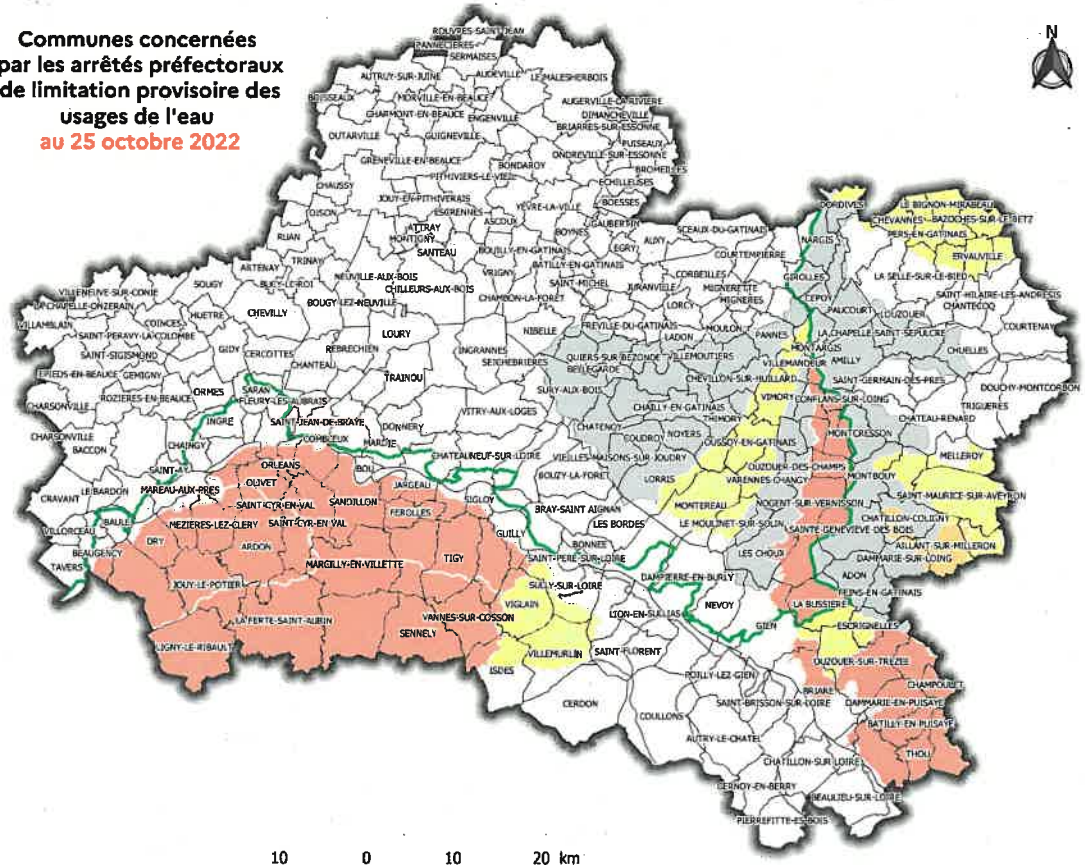 Communes concernées
par les arrêtés préfectoraux
de limitation provisoire des
usages de l'eau
au 25 octobre 2022
N
ROUVRES-SAINT-JEAN
PANNECIERES
SERMAISES
AUTRUY-SUR-JUINE AUDEVILLE LE MALESHERBOIS
BOISSEAUX MORVILLE-EN-BEAUCE AUGERVILLE-LA-RIVIERE
CHARMONT-EN-BEAUCE ENGENVILLE DIMANCHEVILLE
OUTARVILLE GUIGNEVILLE BRIARRES-SUR-ESSONNE
PUISEAUX
GRENEVILLE-EN-BEAUCE BONDAROY ONDREVILLE-SUR-ESSONNE
PITHIVIERS-LE-VIEIL BROMEILLES
CHAUSSY ECHILLEUSES
JOUY-EN-PITHIVERAIS YEVRE-LA-VILLE BOESSES DORDIVES LE BIGNON-MIRABEAU
OISON ESCRENNES ASCOUX GAUBERTIN CHEVANNES BAZOCHES-SUR-LE-BETZ
ATTRAY BOYNES SCEAUX-DU-GATINAIS PERS-EN-GATINAIS
RUAN MONTIGNY SANTEAU BOUILLY-EN-GATINAIS EGRY AUXY NARGIS
ARTENAY TRINAY COURTEMPIERRE ERVAUVILLE
NEUVILLE-AUX-BOIS VRIGNY BATILLY-EN-GATINAIS CORBEILLES GIROLLES LA SELLE-SUR-LE-BIED
VILLENEUVE-SUR-CONIE SOUGY BUCY-LE-ROI CHILLEURS-AUX-BOIS SAINT-MICHEL JURANVILLE MIGNERETTE
LA CHAPELLE-ONZERAIN BOUGY-LEZ-NEUVILLE CHAMBON-LA-FORET LORCY MIGNERES CEPOY SAINT-HILAIRE-LES-ANDRESIS
VILLAMBLAIN COINCES HUETRE CHEVILLY PAUCOURT LOUZOUER CHANTECOQ
SAINT-PERAVY-LA-COLOMBE LOURY NIBELLE FREVILLE-DU-GATINAIS MOULON PANNES LA CHAPELLE-SAINT-SEPULCRE COURTENAY
SAINT-SIGISMOND GIDY CERCOTTES REBRECHIEN INGRANNES LADON MONTARGIS
EPIEDS-EN-BEAUCE GEMIGNY CHANTEAU SEICHEBRIERES QUIERS-SUR-BEZONDE VILLEMOUTIERS VILLEMANDEUR AMILLY CHUELLES
TRAINOU BELLEGARDE CHEVILLON-SUR-HUILLARD SAINT-GERMAIN-DES-PRES DOUCHY-MONTCORBON
ROZIERES-EN-BEAUCE ORMES SARAN SURY-AUX-BOIS VIMORY CONFLANS-SUR-LOING
CHARSONVILLE FLEURY-LES-AUBRAIS CHAILLY-EN-GATINAIS TRIGUERES
INGRE SAINT-JEAN-DE-BRAYE DONNERY VITRY-AUX-LOGES THIMORY CHATEAU-RENARD
CHARSONVILLE CHATENOY NOYERS MONTCRESSON
BACCON CHAINGY COMBLEUX MARDIE CHATEAUNEUF-SUR-LOIRE COUDROY OUSSOY-EN-GATINAIS MELLEROY
SAINT-AY ORLEANS BOU VIEILLES-MAISONS-SUR-JOUDRY OUZOUER-DES-CHAMPS MONTBOUY
LE BARDON OLIVET JARGEAU BOUZY-LA-FORET LORRIS VARENNES-CHANGY SAINT-MAURICE-SUR-AVEYRON
CRAVANT MAREAU-AUX-PRES SANDILLON SIGLOY MONTEREAU NOGENT-SUR-VERNISSON
SAINT-CYR-EN-VAL FEROLLES BRAY-SAINT AIGNAN CHATILLON-COLIGNY
VILLORCEAU BAULE MEZIERES-LEZ-CLERY SAINT-CYR-EN VAL LES BORDES LE MOULINET-SUR-SOLIN SAINTE-GENEVIEVE-DES BOIS
BEAUGENCY DRY ARDON GUILLY BONNEE AILLANT-SUR-MILLERON
TAVERS MARCILLY-EN-VILLETTE TIGY SAINT-PERE-SUR-LOIRE LES CHOUX DAMMARIE-SUR-LOING
JOUY-LE-POTIER SULLY-SUR-LOIRE DAMPIERRE-EN-BURLY ADON
VIGLAIN NEVOY FEINS-EN-GATINAIS
LA FERTE-SAINT-AUBIN VANNES-SUR-COSSON LION-EN-SULLIAS LA BUSSIERE
LIGNY-LE-RIBAULT SENNELY GIEN ESCRIGNELLES
VILLEMURLIN SAINT-FLORENT OUZOUER-SUR-TREZEE
ISDES POILLY-LEZ-GIEN CHAMPOULET
CERDON SAINT-BRISSON-SUR-LOIRE BRIARE DAMMARIE-EN-PUISAYE
COULLONS BATILLY-EN-PUISAYE
AUTRY-LE-CHATEL THOU
CHATILLON-SUR-LOIRE
CERNOY-EN-BERRY
BEAULIEU-SUR-LOIRE
PIERREFITTE-ES-BOIS
10 0 10 20 km